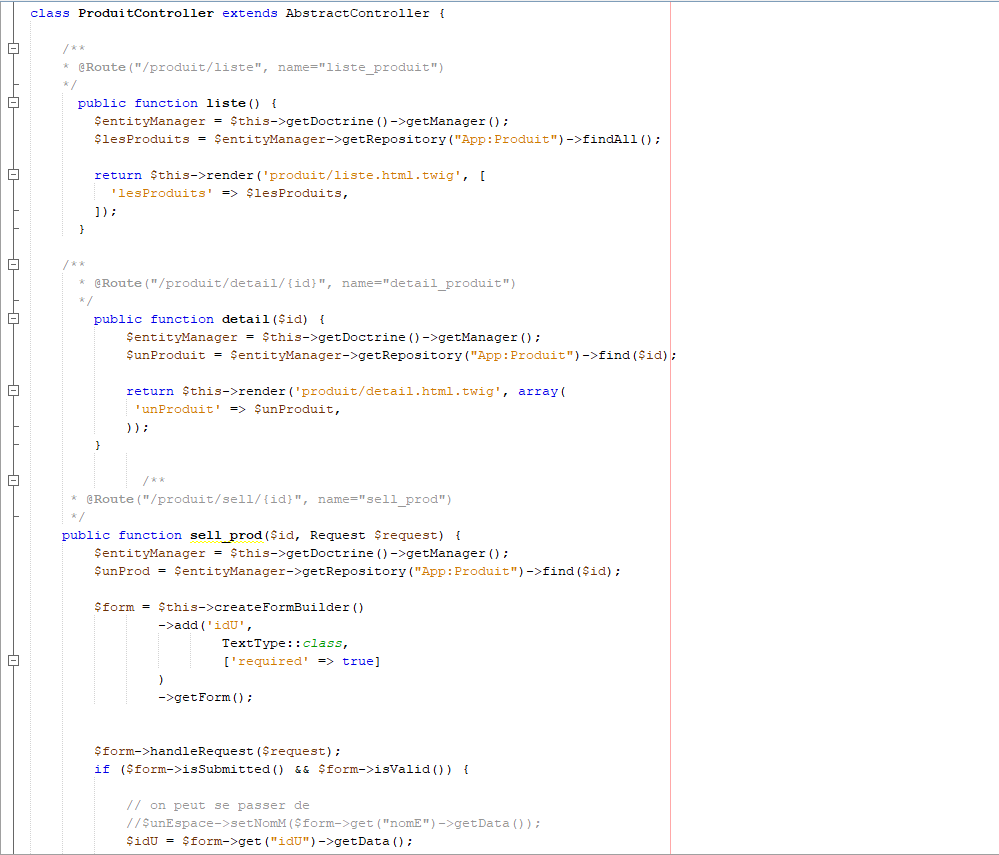 class ProduitController extends AbstractController {
/**
* @Route("/produit/liste", name="liste_produit")
*/
public function liste() {
$entityManager = $this->getDoctrine()->getManager();
$lesProduits = $entityManager->getRepository("App:Produit")->findAll();
return $this->render('produit/liste.html.twig', [
'lesProduits' => $lesProduits,
]);
}
/**
* @Route("/produit/detail/{id}", name="detail_produit")
*/
public function detail($id) {
$entityManager = $this->getDoctrine()->getManager();
$unProduit = $entityManager->getRepository("App:Produit")->find($id);
return $this->render('produit/detail.html.twig', array(
'unProduit' => $unProduit,
));
}
/**
* @Route("/produit/sell/{id}", name="sell_prod")
*/
public function sell_prod($id, Request $request) {
$entityManager = $this->getDoctrine()->getManager();
$unProd = $entityManager->getRepository("App:Produit")->find($id);
$form = $this->createFormBuilder()
->add('idU',
TextType::class,
['required' => true]
)
->getForm();
$form->handleRequest($request);
if ($form->isSubmitted() && $form->isValid()) {
// on peut se passer de
//$unEspace->setNomM($form->get("nomE")->getData());
$idU = $form->get("idU")->getData();